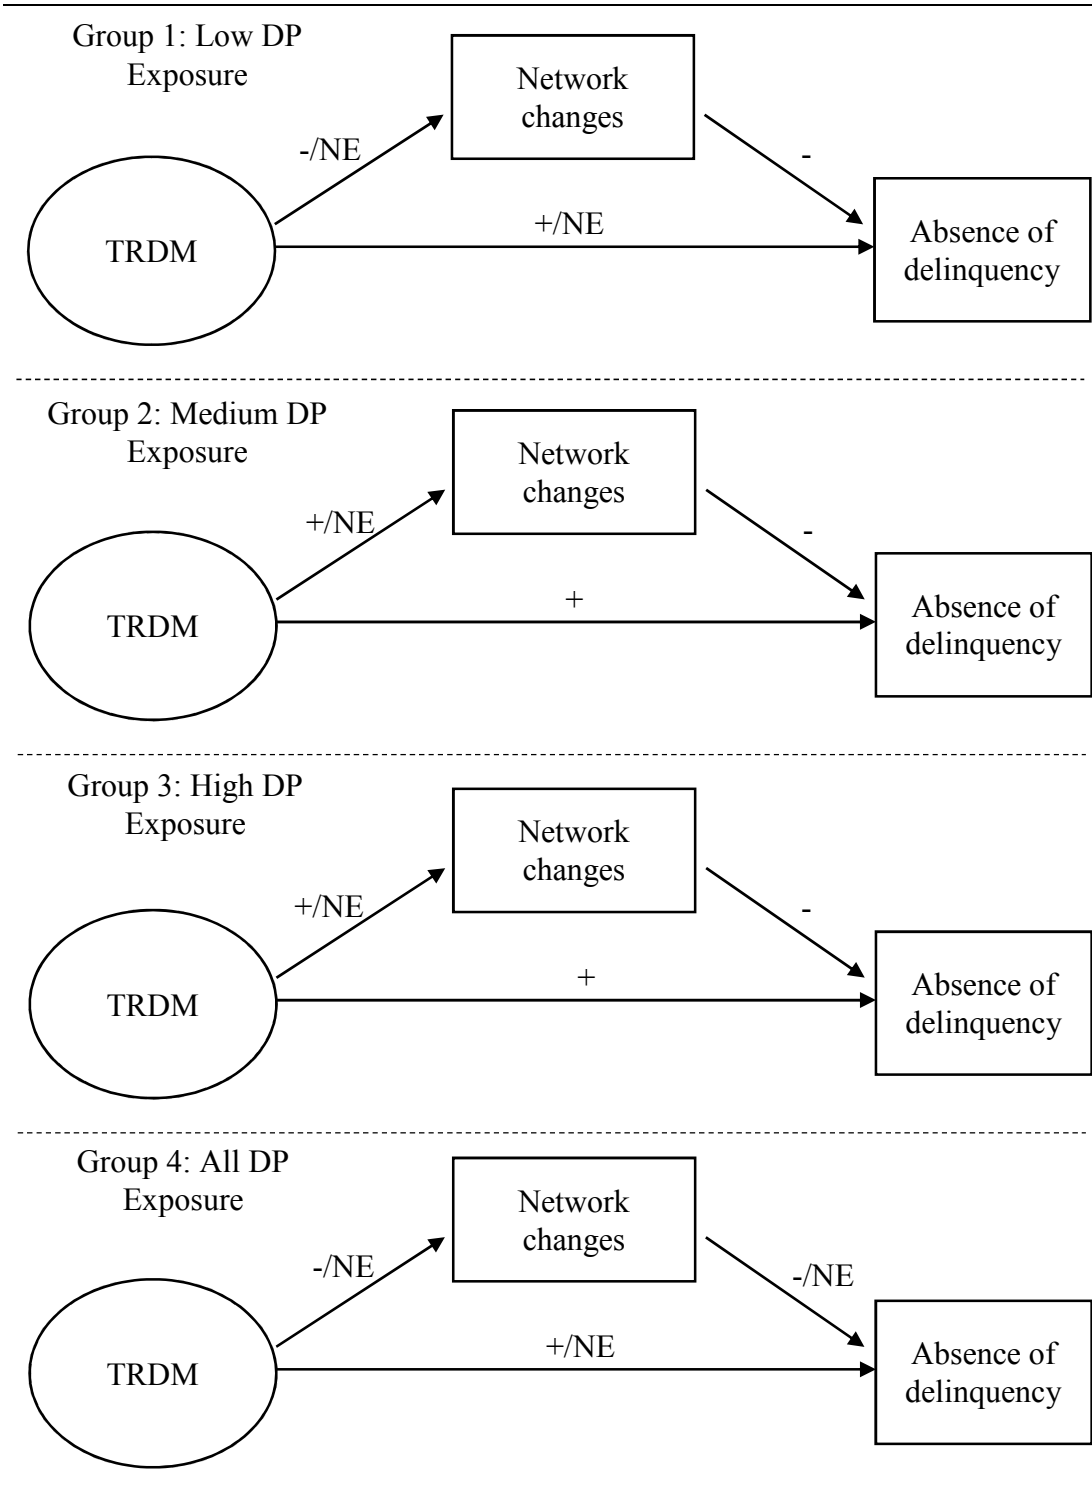 Group 1: Low DP
Exposure
Network
changes
-/NE
-
+/NE
TRDM
Absence of
delinquency
Group 2: Medium DP
Exposure
Network
changes
+/NE
-
+
TRDM
Absence of
delinquency
Group 3: High DP
Exposure
Network
changes
+/NE
-
+
TRDM
Absence of
delinquency
Group 4: All DP
Exposure
Network
changes
-/NE
-/NE
+/NE
TRDM
Absence of
delinquency